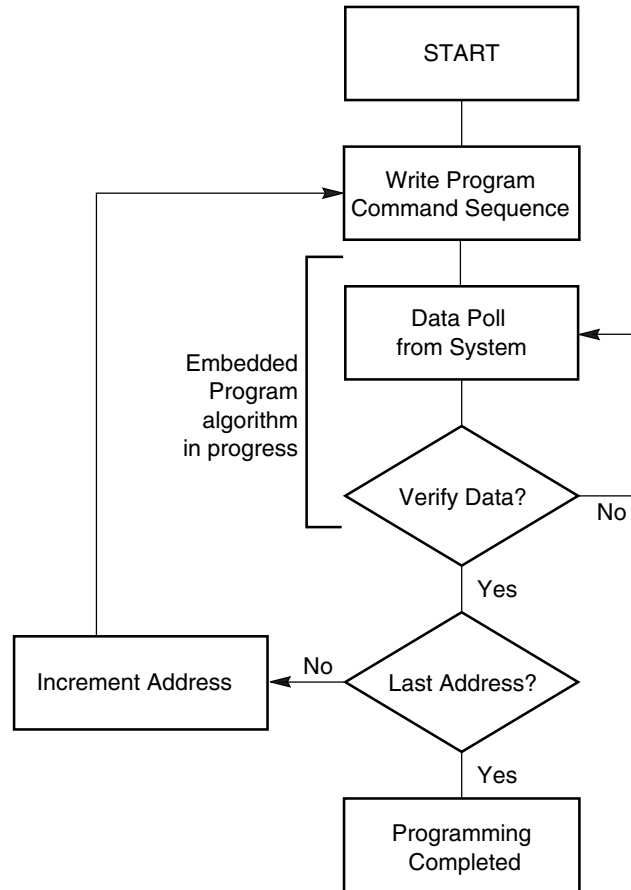 START
Write Program
Command Sequence
Data Poll
from System
Embedded
Program
algorithm
in progress
Verify Data?
No
Yes
Last Address?
No
Increment Address
Yes
Programming
Completed